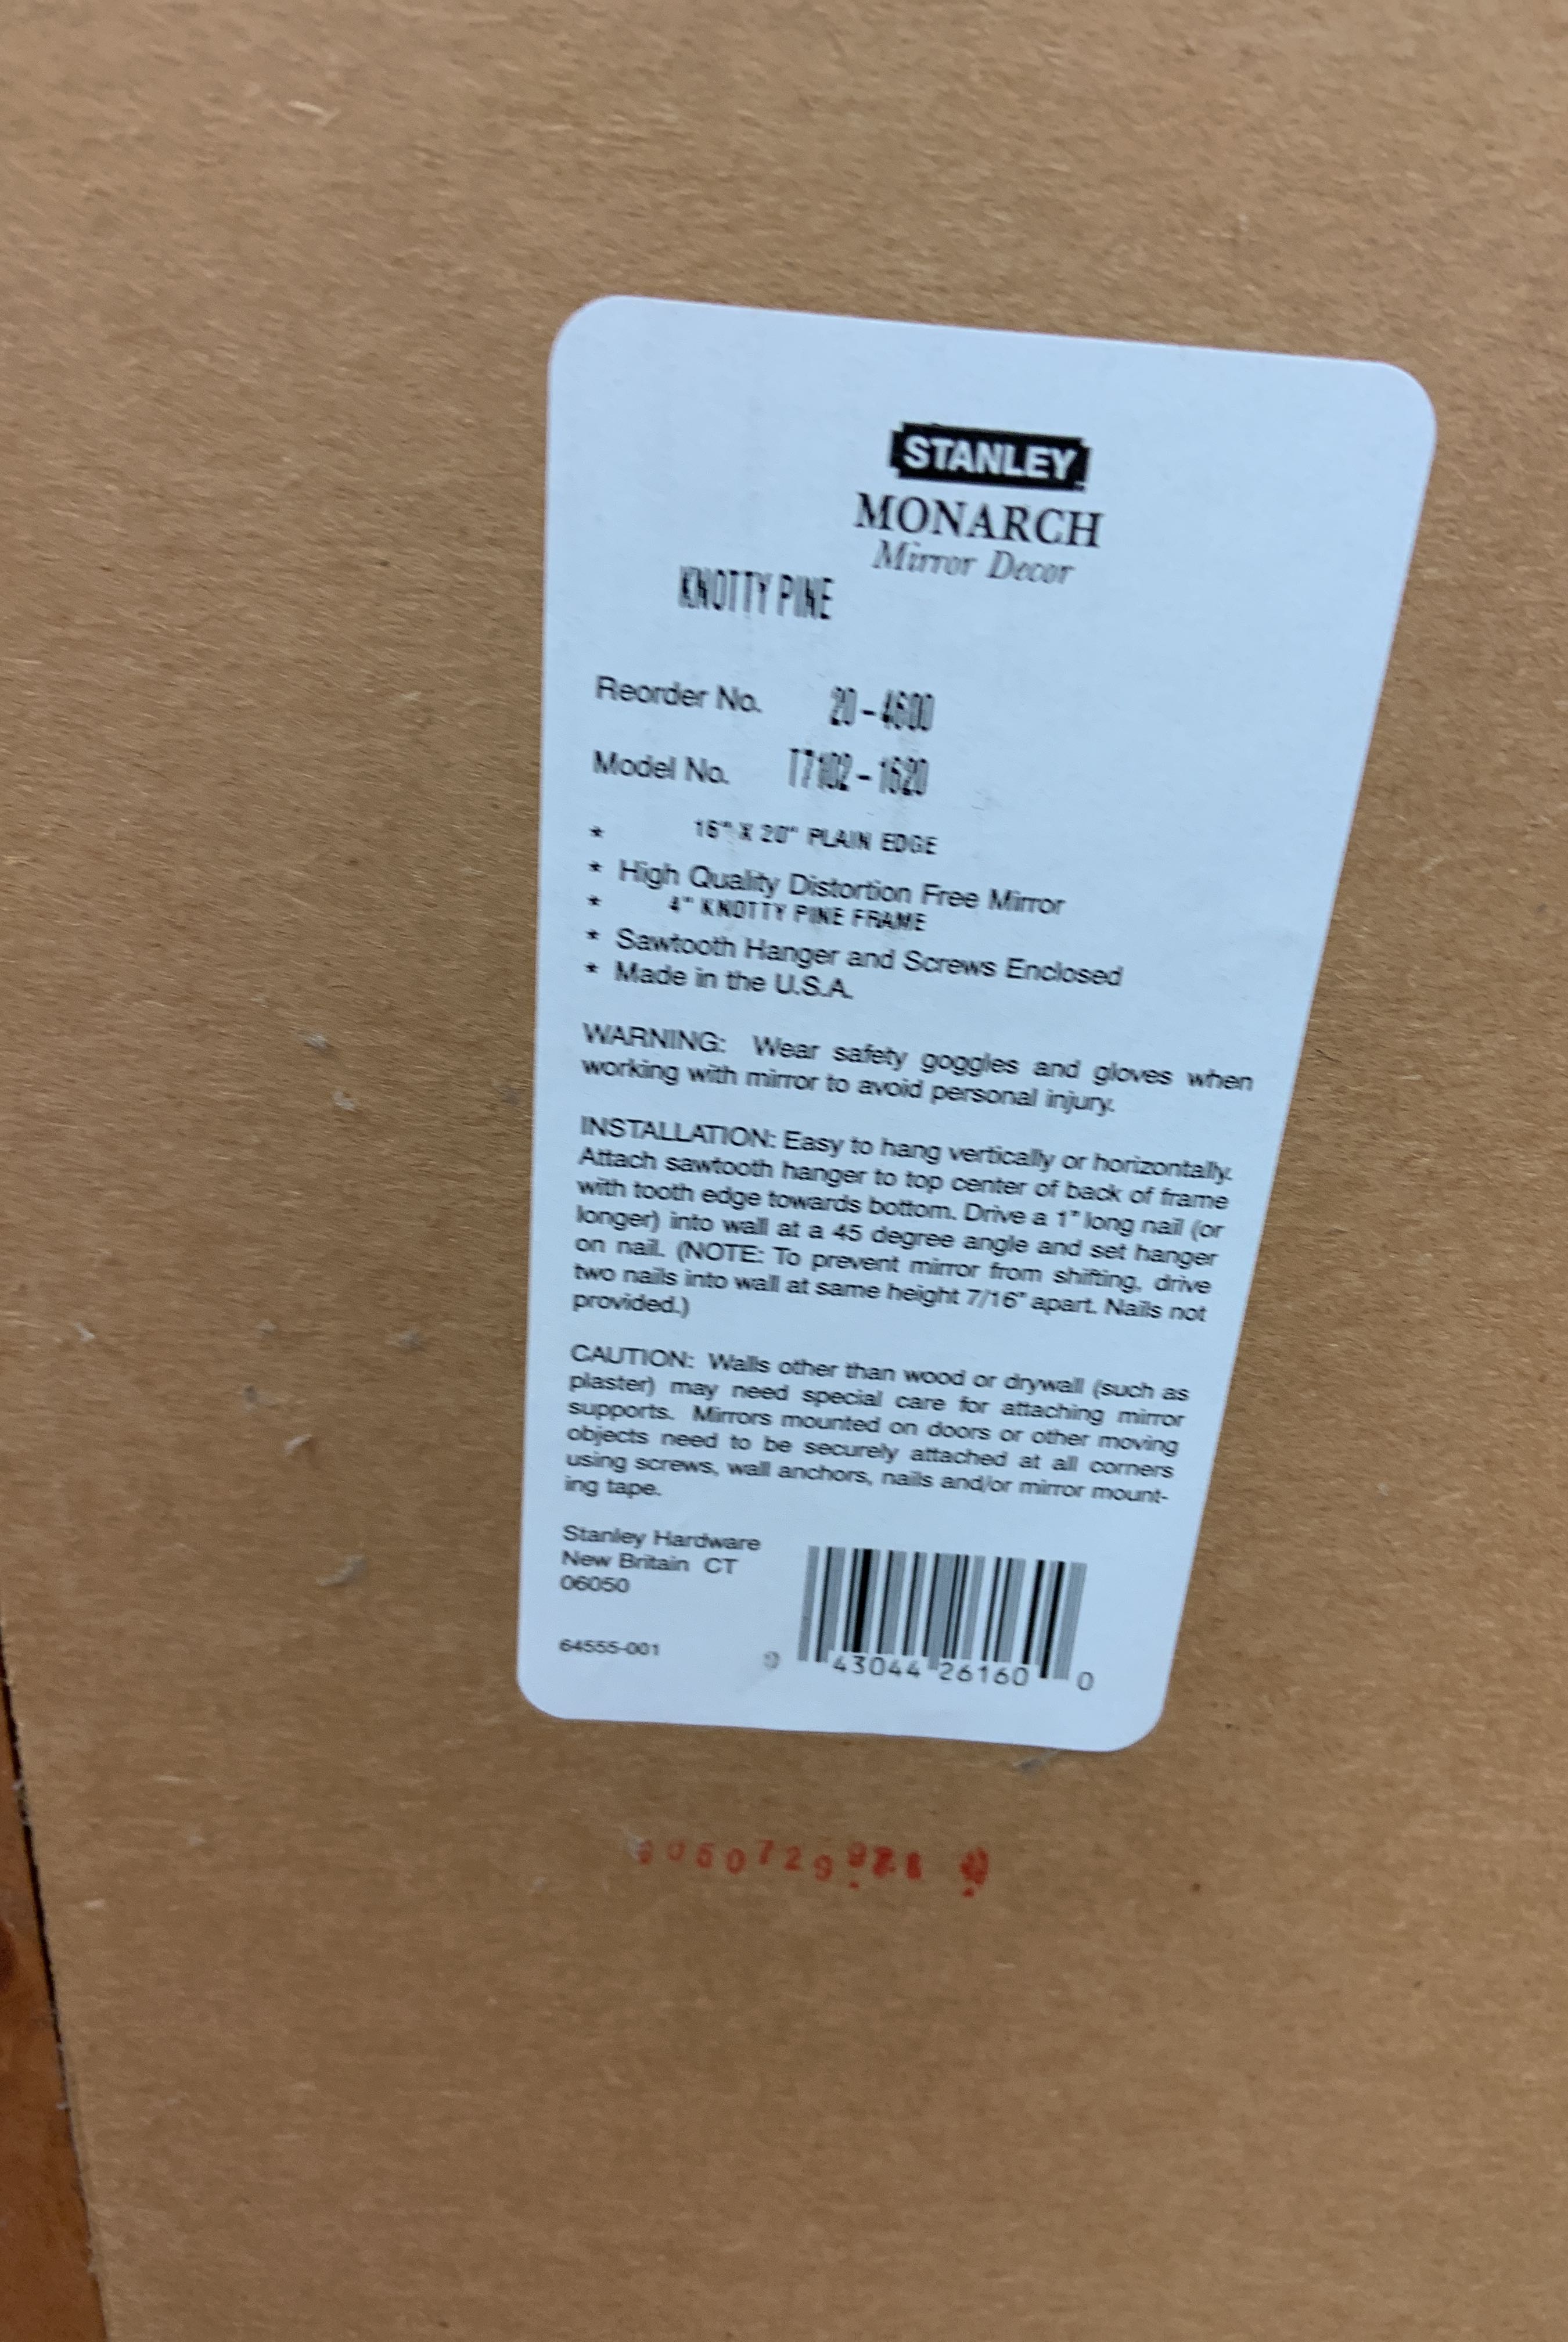 STANLEY
MONARCH
Mirror Decor
KNOTTY PINE
Reorder No. 20-4600
Model No. T7102-1620
* 16" X 20" PLAIN EDGE
* High Quality Distortion Free Mirror
* 4" KNOTTY PINE FRAME
* Sawtooth Hanger and Screws Enclosed
* Made in the U.S.A.
WARNING: Wear safety goggles and gloves when
working with mirror to avoid personal injury.
INSTALLATION: Easy to hang vertically or horizontally.
Attach sawtooth hanger to top center of back of frame
with tooth edge towards bottom. Drive a 1" long nail (or
longer) into wall at a 45 degree angle and set hanger
on nail. (NOTE: To prevent mirror from shifting, drive
two nails into wall at same height 7/16" apart. Nails not
provided.)
CAUTION: Walls other than wood or drywall (such as
plaster) may need special care for attaching mirror
supports. Mirrors mounted on doors or other moving
objects need to be securely attached at all corners
using screws, wall anchors, nails and/or mirror mount-
ing tape.
Stanley Hardware
New Britain CT
06050
64555-001
0 43044 26160 0